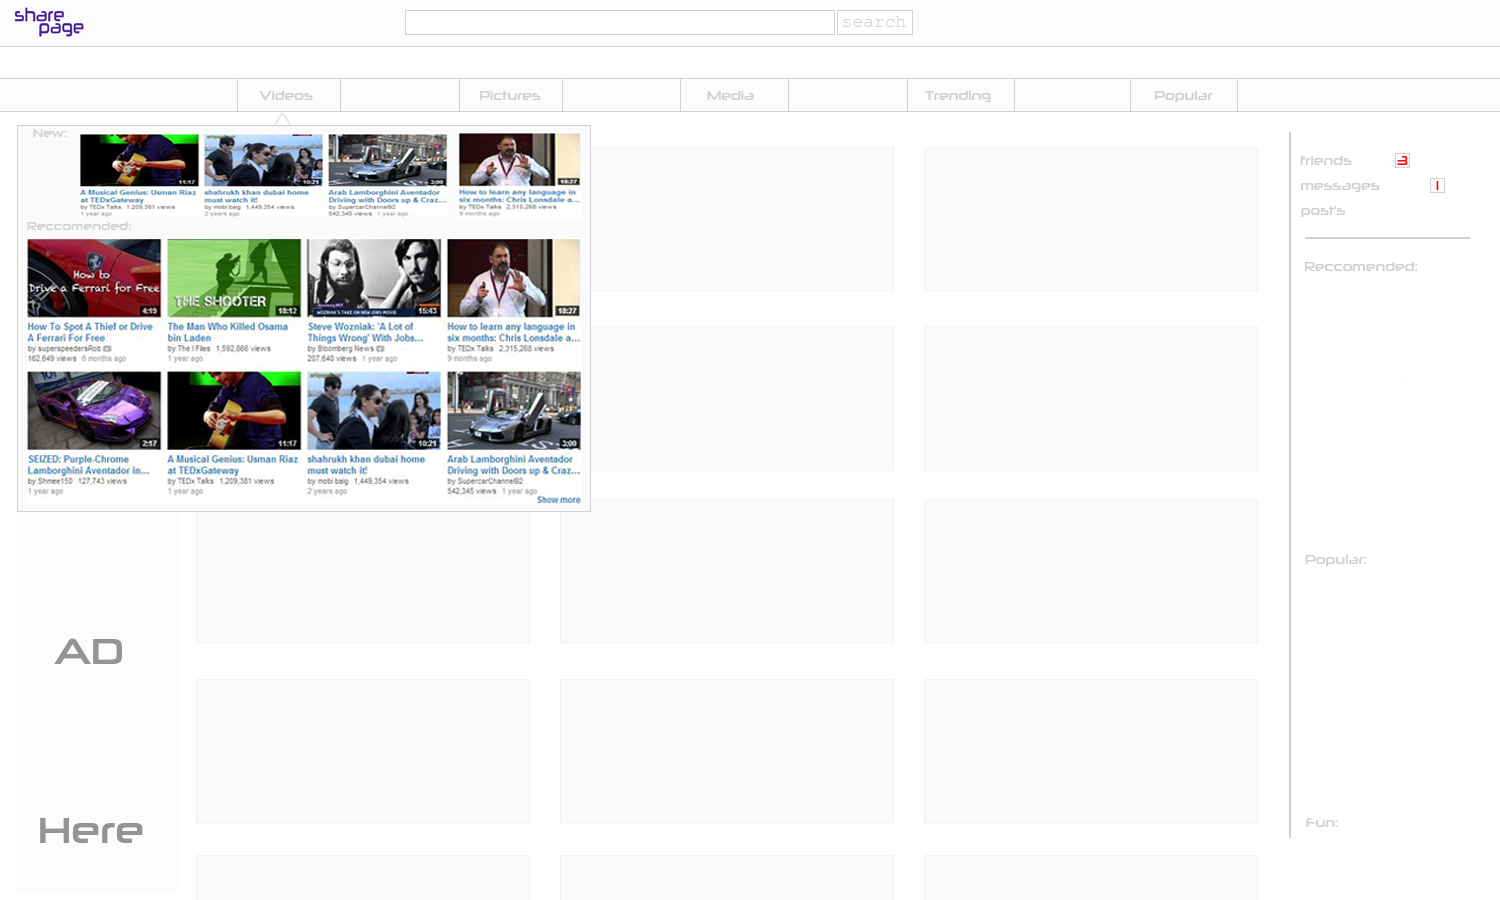 share
page
search
Videos
Pictures
Media
Trending
Popular
New:
11:17
10:21
3:00
18:27
A Musical Genius: Usman Riaz
at TEDxGateway
by TEDx Talks 1,209,381 views
1 year ago
shahrukh khan dubai home
must watch it!
by mobi baig 1,449,354 views
2 years ago
Arab Lamborghini Aventador
Driving with Doors up & Craz...
by SupercarChannel92
542,345 views 1 year ago
How to learn any language in
six months: Chris Lonsdale a...
by TEDx Talks 2,315,268 views
9 months ago
Reccomended:
How to
Drive a Ferrari for Free
4:19
THE SHOOTER
18:12
WOZNIAK'S TAKE ON NEW JOBS MOVIE
15:43
18:27
How To Spot A Thief or Drive
A Ferrari For Free
by superspeedersRob
162,649 views 6 months ago
The Man Who Killed Osama
bin Laden
by The I Files 1,592,866 views
1 year ago
Steve Wozniak: 'A Lot of
Things Wrong' With Jobs...
by Bloomberg News
207,640 views 1 year ago
How to learn any language in
six months: Chris Lonsdale a...
by TEDx Talks 2,315,268 views
9 months ago
2:17
11:17
10:21
3:00
SEIZED: Purple-Chrome
Lamborghini Aventador in...
by Shmee150 127,743 views
1 year ago
A Musical Genius: Usman Riaz
at TEDxGateway
by TEDx Talks 1,209,381 views
1 year ago
shahrukh khan dubai home
must watch it!
by mobi baig 1,449,354 views
2 years ago
Arab Lamborghini Aventador
Driving with Doors up & Craz...
by SupercarChannel92
542,345 views 1 year ago
Show more
AD
Here
friends 3
messages 1
post's
Reccomended:
Popular:
Fun: